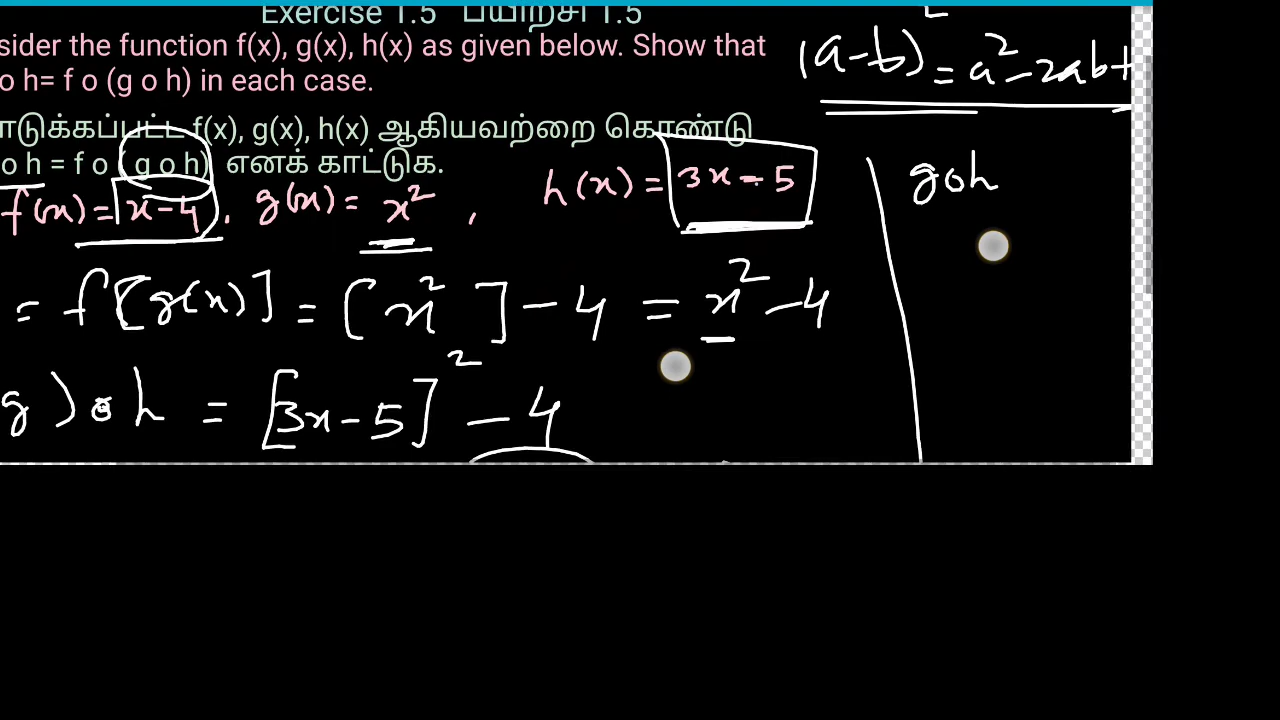 Exercise 1.5 பயிற்சி 1.5
sider the function f(x), g(x), h(x) as given below. Show that
o h= f o (g o h) in each case.
ாடுக்கப்பட்ட f(x), g(x), h(x) ஆகியவற்றை கொண்டு
o h = f o ( g o h) எனக் காட்டுக.
f(x) = x-4, g(x) = x², h(x) = 3x-5
= f[g(x)] = [x²] - 4 = x² - 4
g) o h = [3x-5]² - 4
(a-b)² = a² - 2ab+
goh